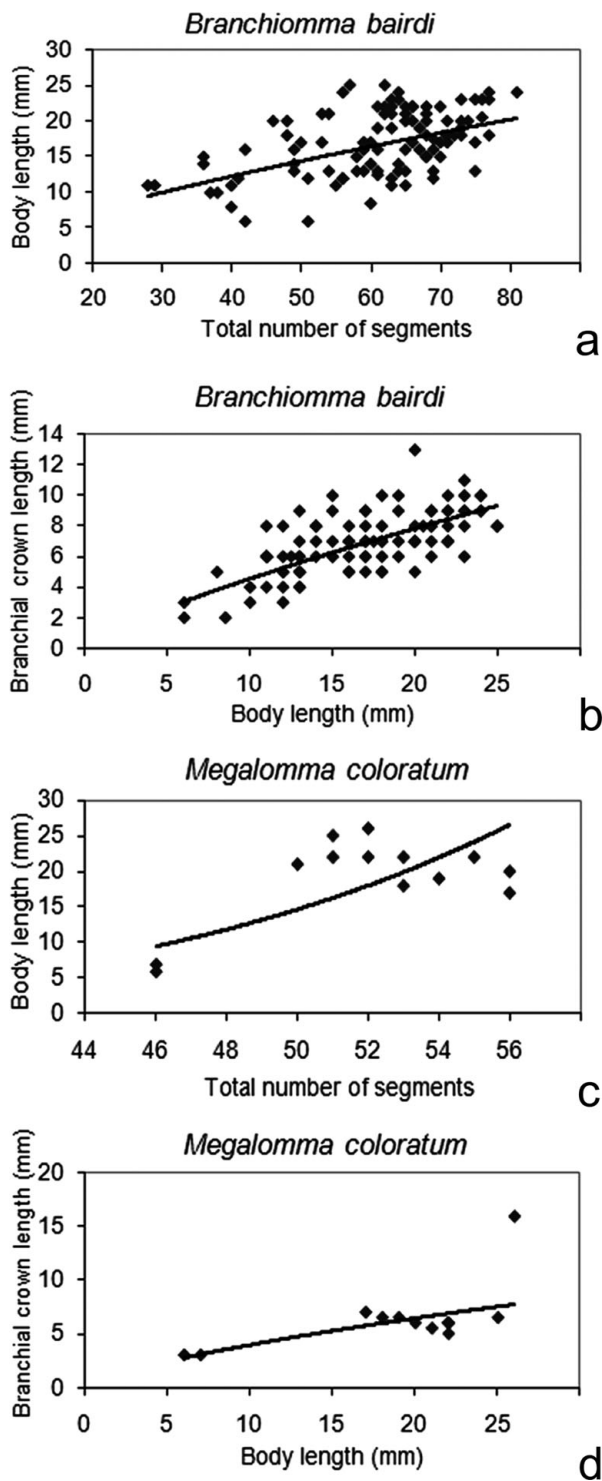 Branchiomma bairdi
Body length (mm)
30
25
20
15
10
5
0
20 30 40 50 60 70 80
Total number of segments
a
Branchiomma bairdi
Branchial crown length (mm)
14
12
10
8
6
4
2
0
0 5 10 15 20 25
Body length (mm)
b
Megalomma coloratum
Body length (mm)
30
25
20
15
10
5
0
44 46 48 50 52 54 56
Total number of segments
c
Megalomma coloratum
Branchial crown length (mm)
20
15
10
5
0
0 5 10 15 20 25
Body length (mm)
d